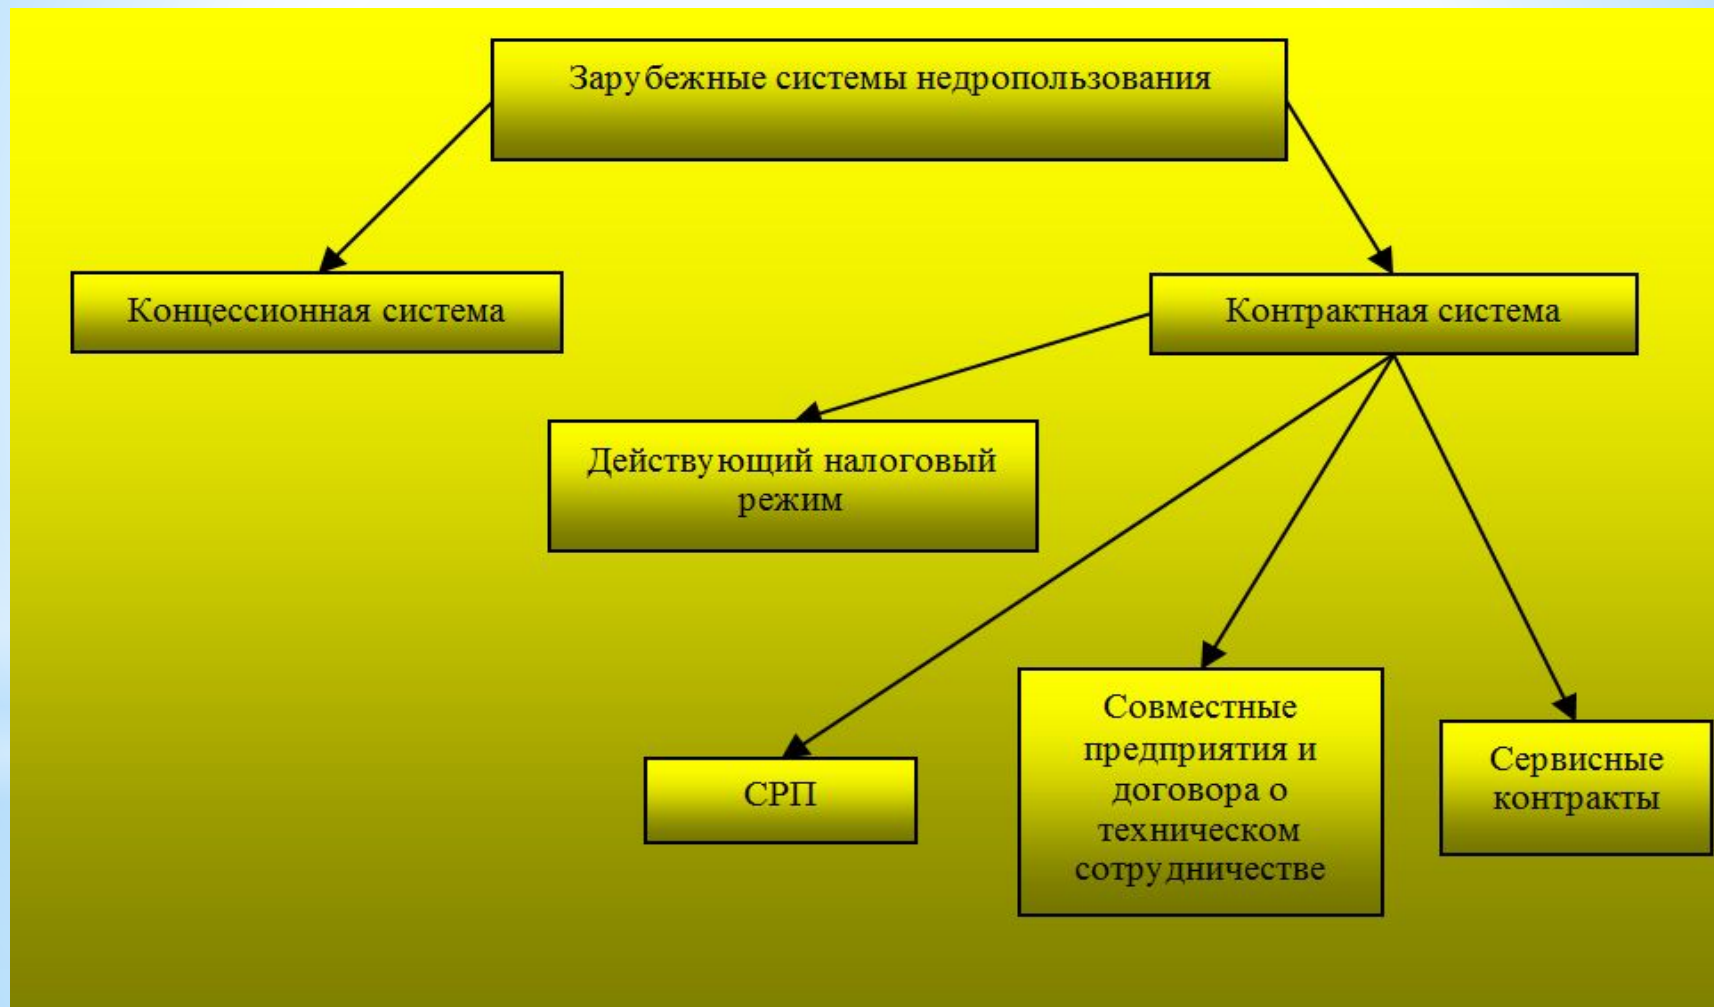 Зарубежные системы недропользования
Концессионная система
Контрактная система
Действующий налоговый
режим
СРП
Совместные
предприятия и
договора о
техническом
сотрудничестве
Сервисные
контракты